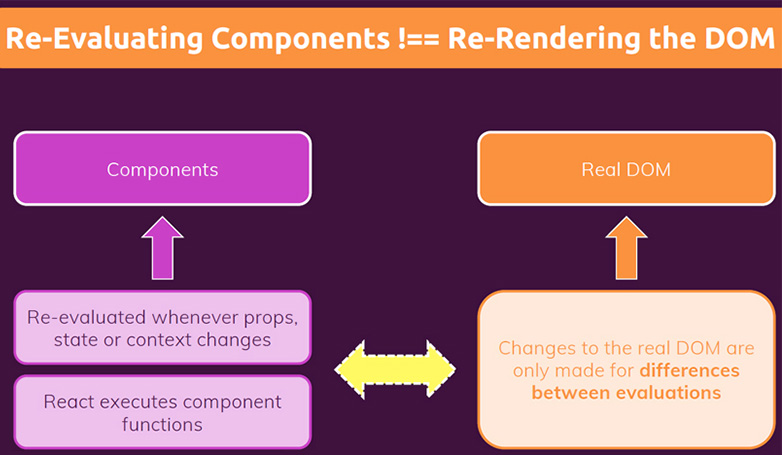 Re-Evaluating Components !== Re-Rendering the DOM
Components
Real DOM
Re-evaluated whenever props,
state or context changes
React executes component
functions
Changes to the real DOM are
only made for differences
between evaluations